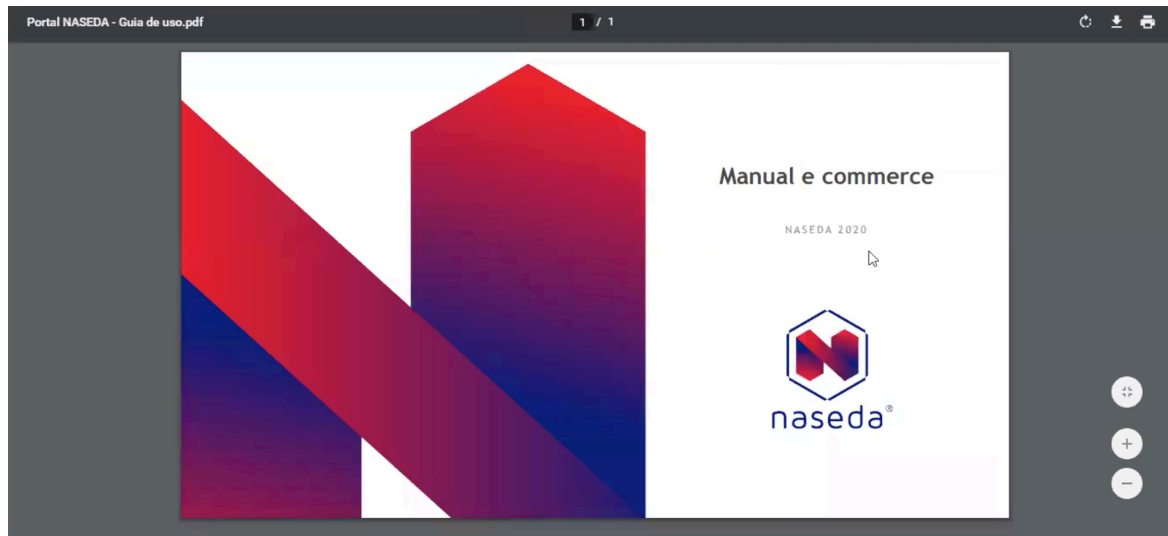 Portal NASEDA - Guia de uso.pdf
1 / 1
Manual e commerce
NASEDA 2020
naseda®